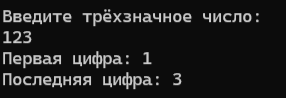 Введите трёхзначное число:
123
Первая цифра: 1
Последняя цифра: 3